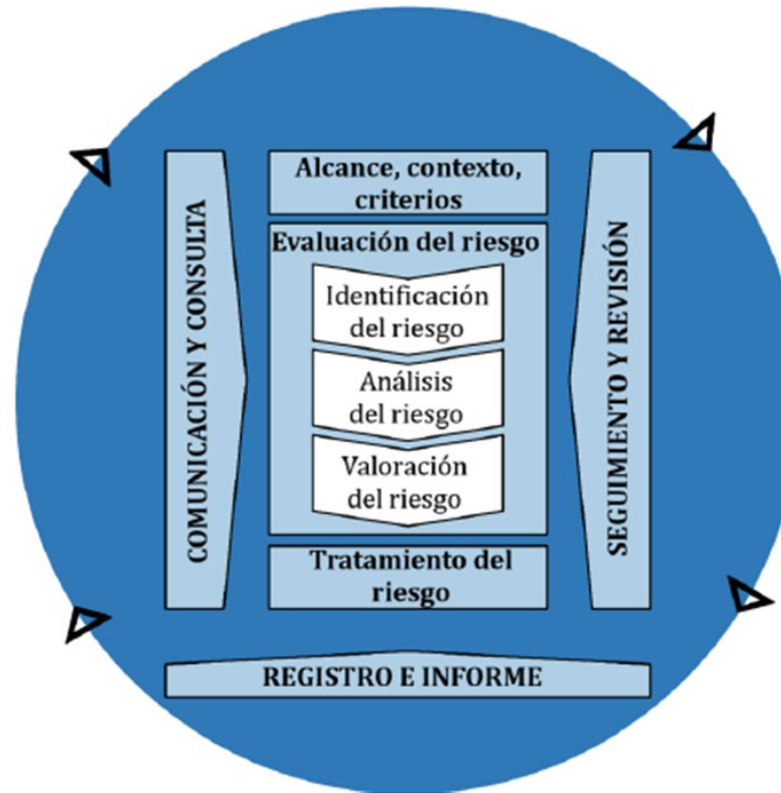 Alcance, contexto,
criterios
Evaluación del riesgo
Identificación
del riesgo
Análisis
del riesgo
Valoración
del riesgo
Tratamiento del
riesgo
COMUNICACIÓN Y CONSULTA
SEGUIMIENTO Y REVISIÓN
REGISTRO E INFORME